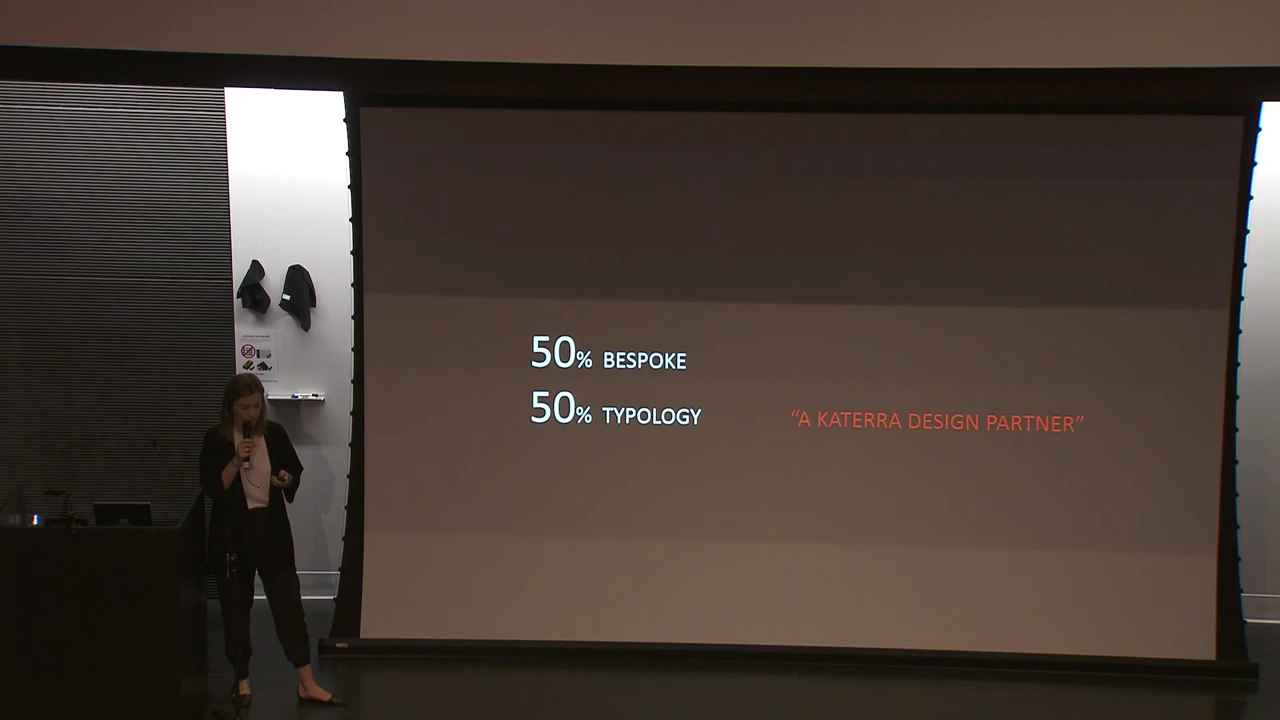 50% BESPOKE
50% TYPOLOGY
“A KATERRA DESIGN PARTNER”